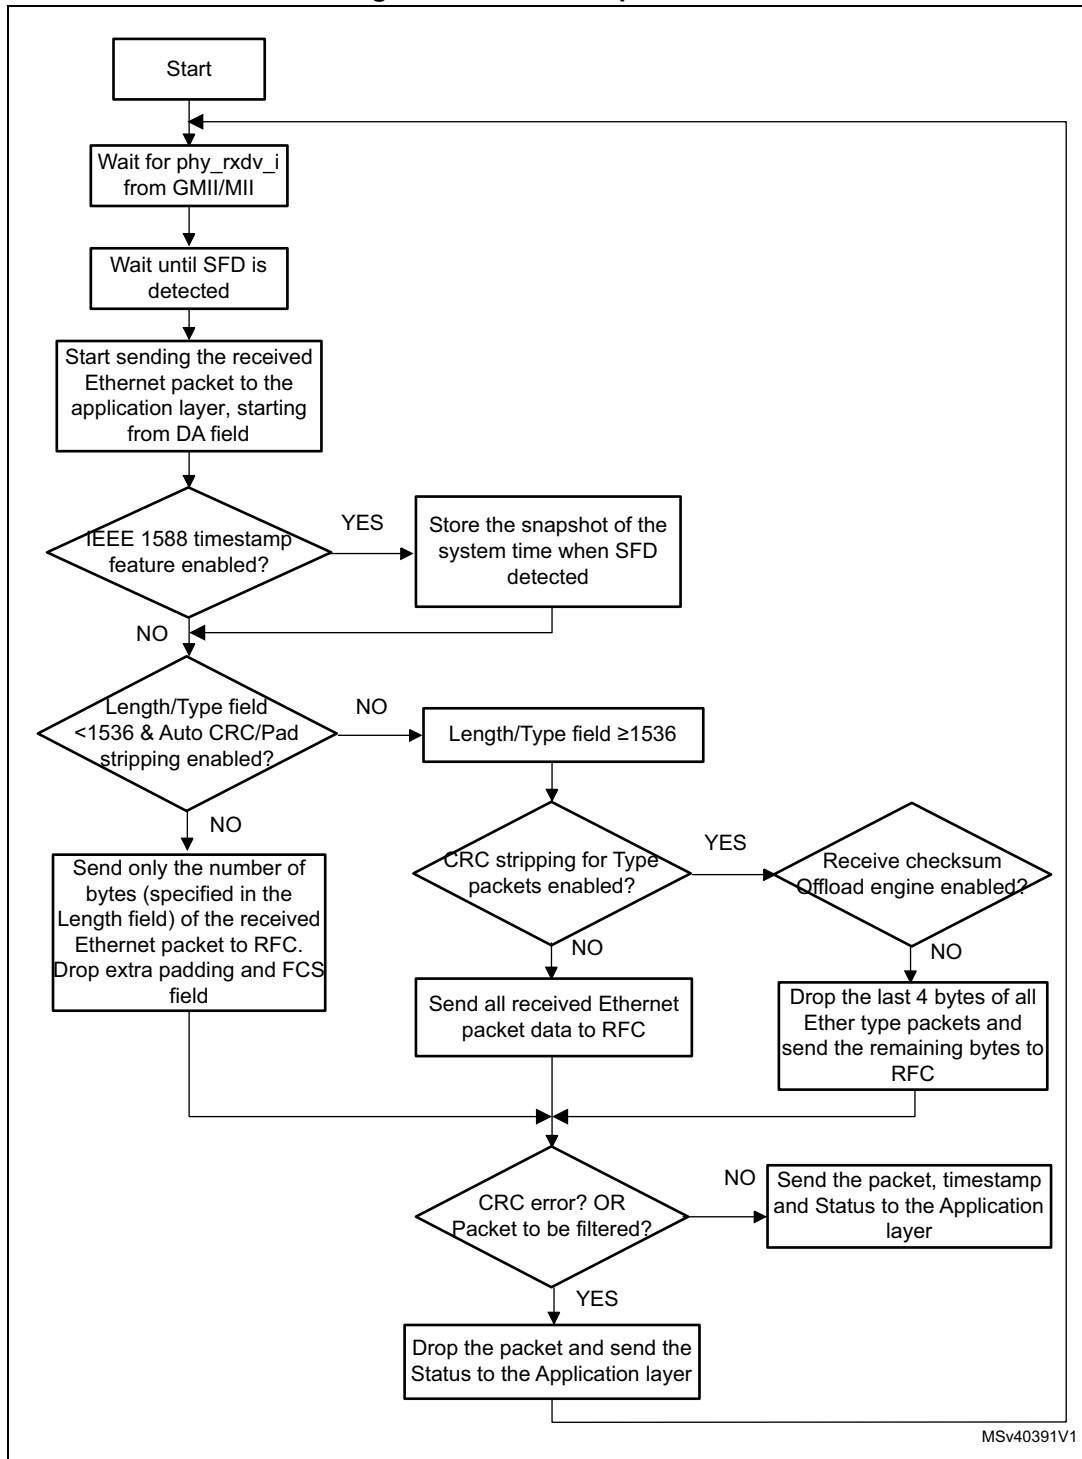 Start
Wait for phy_rxdv_i
from GMII/MII
Wait until SFD is
detected
Start sending the received
Ethernet packet to the
application layer, starting
from DA field
IEEE 1588 timestamp
feature enabled?
YES
Store the snapshot of the
system time when SFD
detected
NO
Length/Type field
<1536 & Auto CRC/Pad
stripping enabled?
NO
Length/Type field ≥1536
NO
Send only the number of
bytes (specified in the
Length field) of the received
Ethernet packet to RFC.
Drop extra padding and FCS
field
CRC stripping for Type
packets enabled?
YES
Receive checksum
Offload engine enabled?
NO
Send all received Ethernet
packet data to RFC
NO
Drop the last 4 bytes of all
Ether type packets and
send the remaining bytes to
RFC
CRC error? OR
Packet to be filtered?
NO
Send the packet, timestamp
and Status to the Application
layer
YES
Drop the packet and send the
Status to the Application layer
MSv40391V1